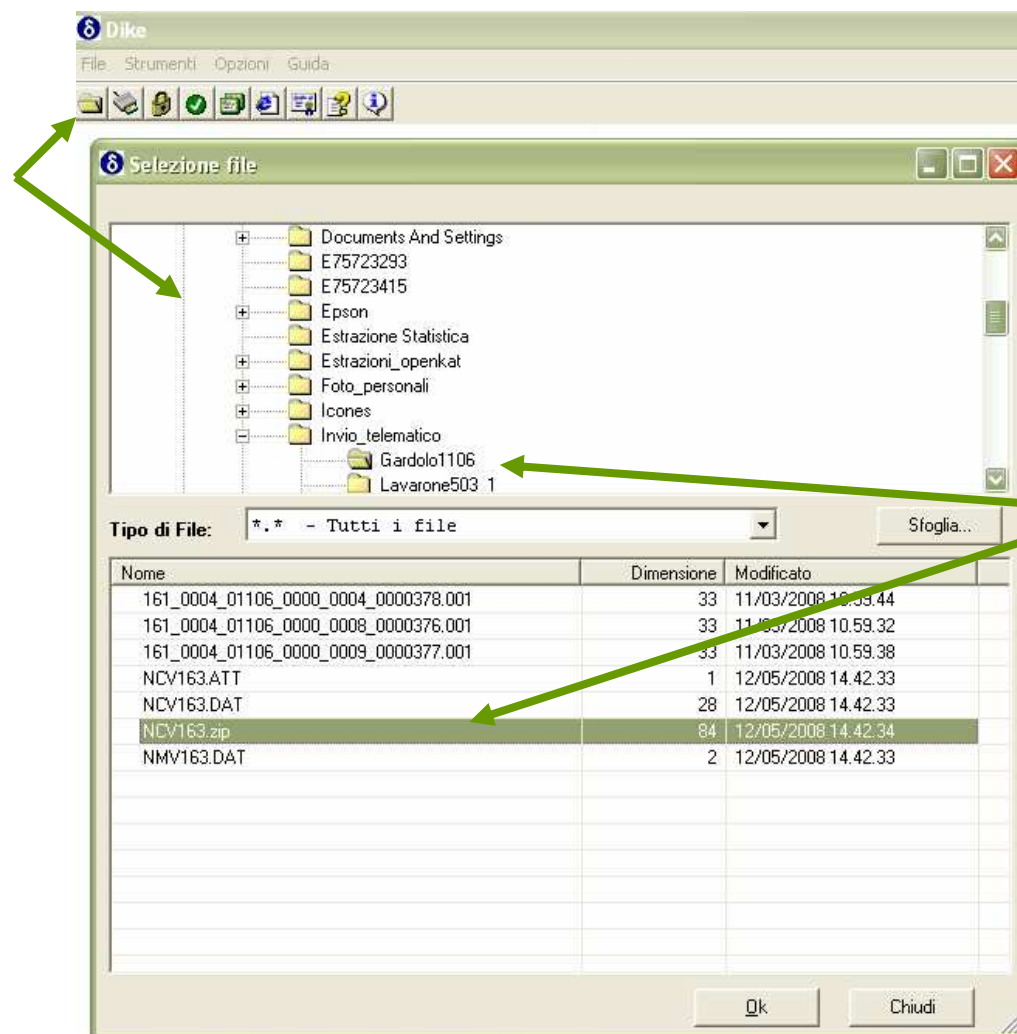 Dike
File Strumenti Opzioni Guida
Selezione file
Documents And Settings
E75723293
E75723415
Epson
Estrazione Statistica
Estrazioni_openkat
Foto_personali
Icones
Invio_telematico
Gardolo1106
Lavarone503_1
Tipo di File: *.* - Tutti i file Sfoglia...
Nome Dimensione Modificato
161_0004_01106_0000_0004_0000378.001 33 11/03/2008
161_0004_01106_0000_0008_0000376.001 33 11/03/2008 10.59.32
161_0004_01106_0000_0009_0000377.001 33 11/03/2008 10.59.38
NCV163.ATT 1 12/05/2008 14.42.33
NCV163.DAT 28 12/05/2008 14.42.33
NCV163.zip 84 12/05/2008 14.42.34
NMV163.DAT 2 12/05/2008 14.42.33
Ok Chiudi